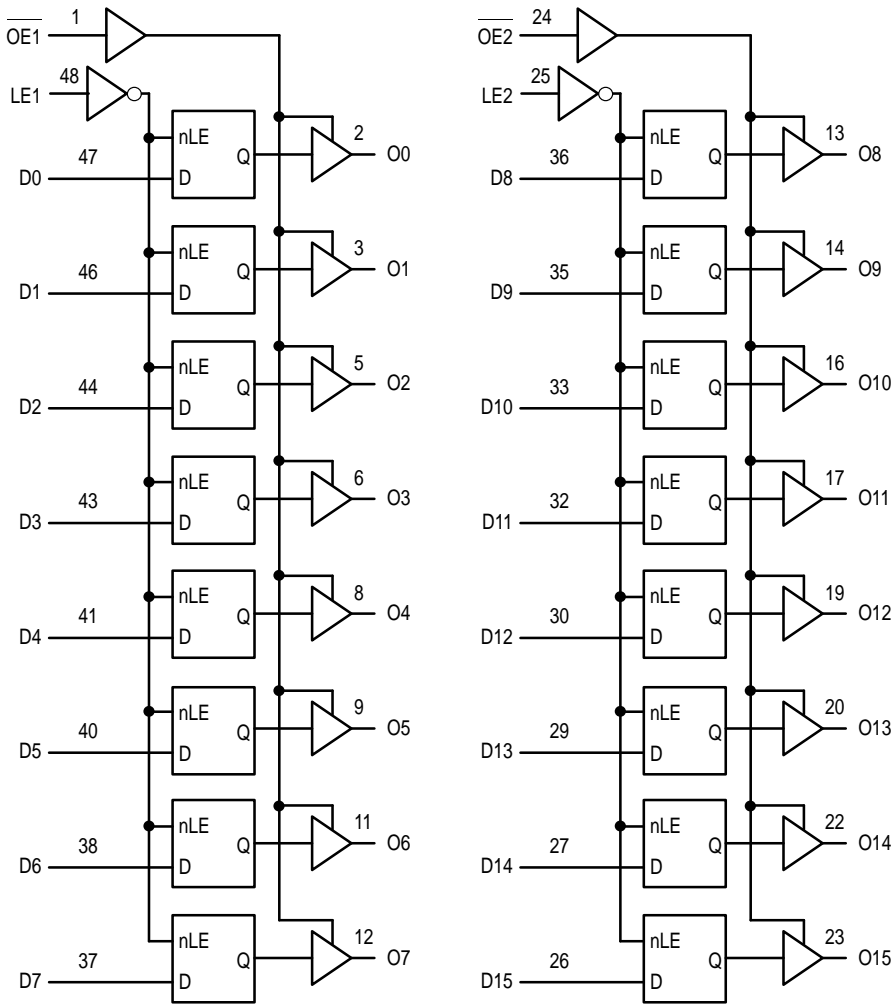 OE1 1
LE1 48
nLE
Q
D
D0 47
2 O0
nLE
Q
D
D1 46
3 O1
nLE
Q
D
D2 44
5 O2
nLE
Q
D
D3 43
6 O3
nLE
Q
D
D4 41
8 O4
nLE
Q
D
D5 40
9 O5
nLE
Q
D
D6 38
11 O6
nLE
Q
D
D7 37
12 O7
OE2 24
LE2 25
nLE
Q
D
D8 36
13 O8
nLE
Q
D
D9 35
14 O9
nLE
Q
D
D10 33
16 O10
nLE
Q
D
D11 32
17 O11
nLE
Q
D
D12 30
19 O12
nLE
Q
D
D13 29
20 O13
nLE
Q
D
D14 27
22 O14
nLE
Q
D
D15 26
23 O15